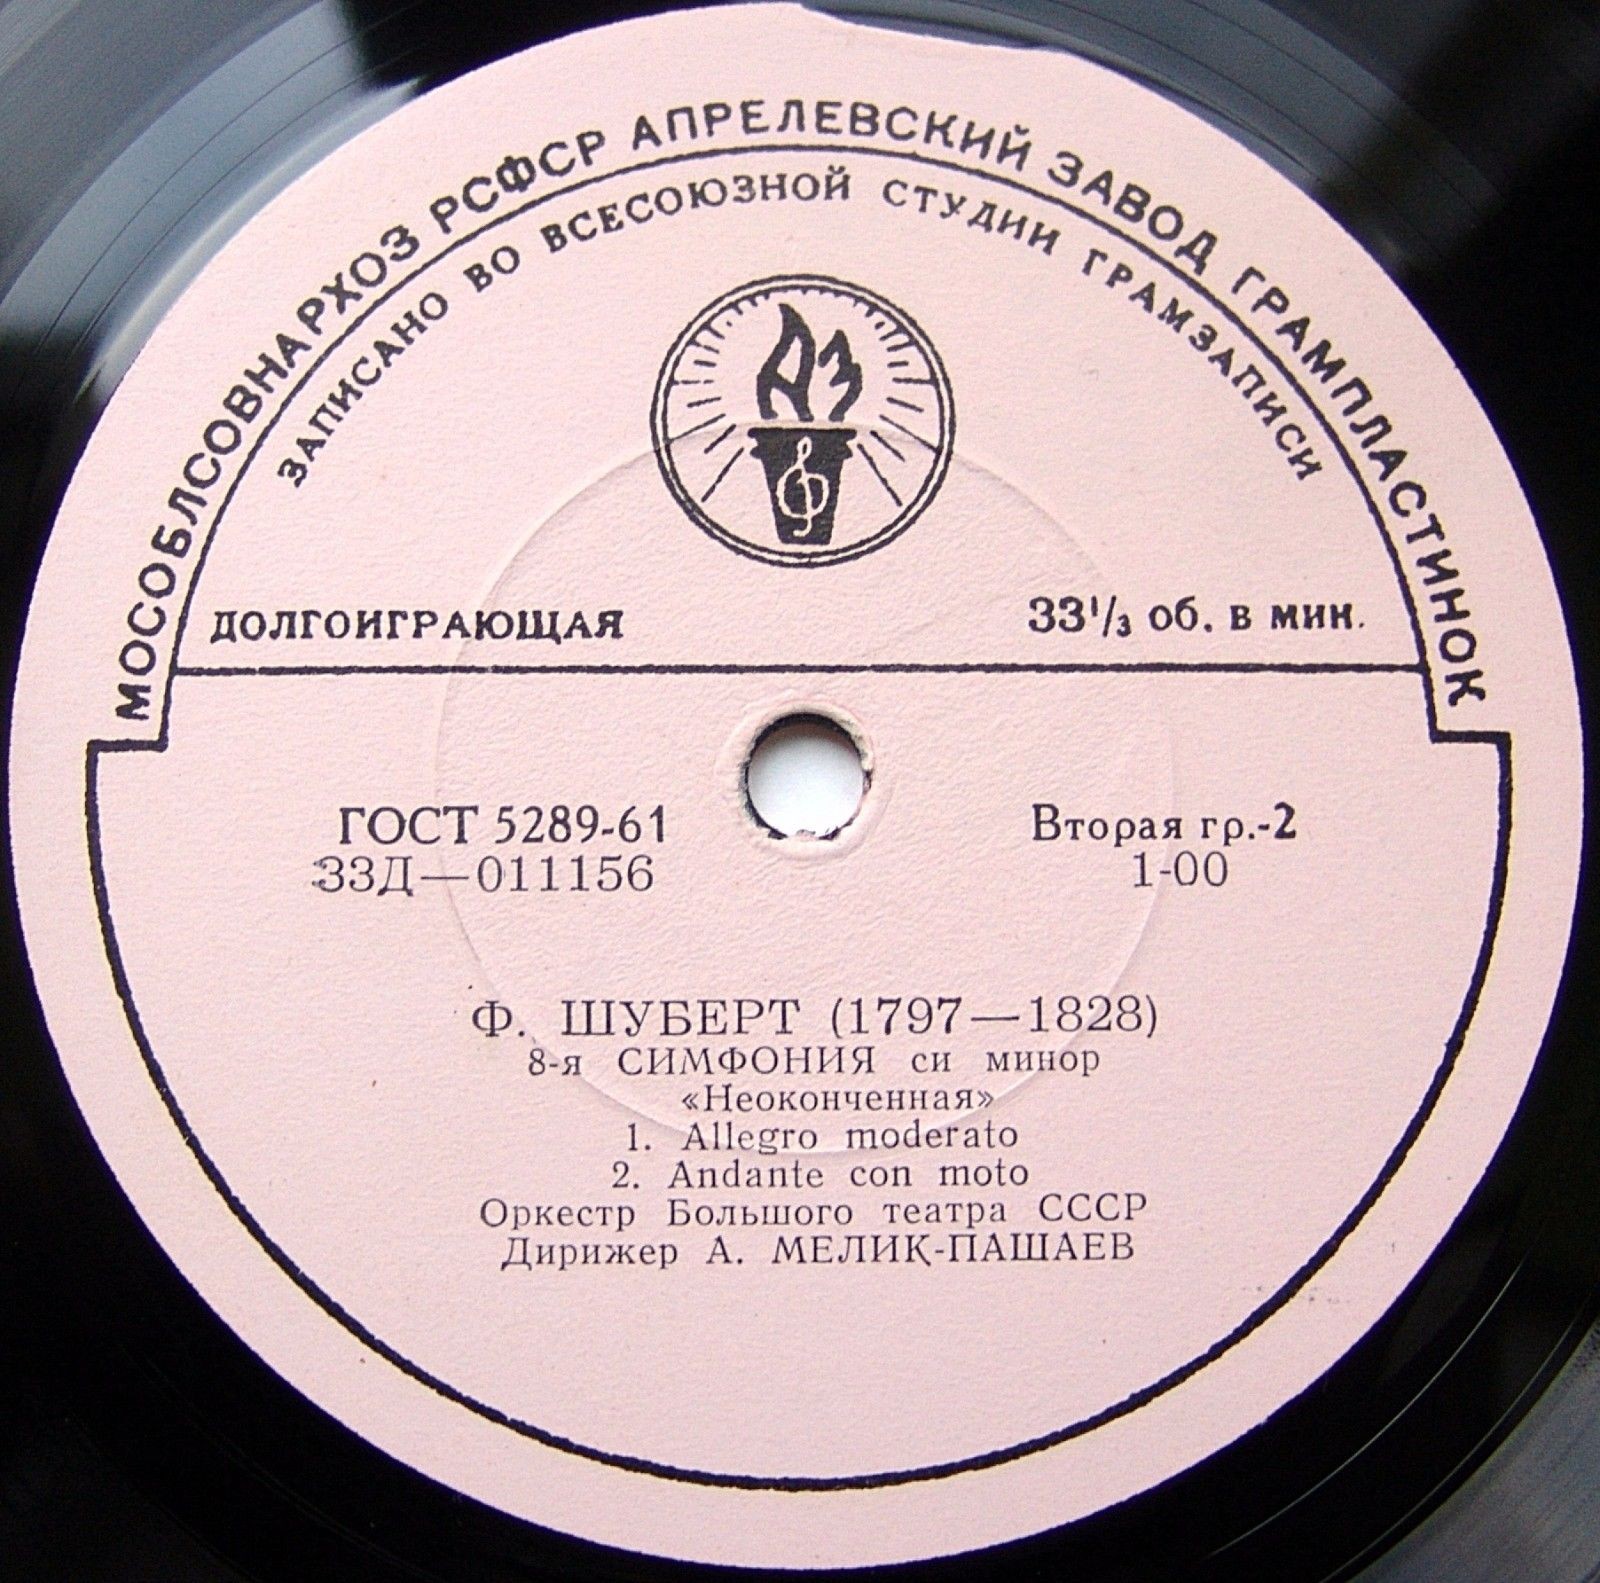 МОСОБЛСОВНАРХОЗ РСФСР АПРЕЛЕВСКИЙ ЗАВОД ГРАМПЛАСТИНОК
ЗАПИСАНО ВО ВСЕСОЮЗНОЙ СТУДИИ ГРАМЗАПИСИ
АЗ
ДОЛГОИГРАЮЩАЯ 33⅓ об. в мин.
ГОСТ 5289-61 Вторая гр.-2
33Д—011156 1-00
Ф. ШУБЕРТ (1797—1828)
8-я СИМФОНИЯ си минор
«Неоконченная»
1. Allegro moderato
2. Andante con moto
Оркестр Большого театра СССР
Дирижер А. МЕЛИК-ПАШАЕВ